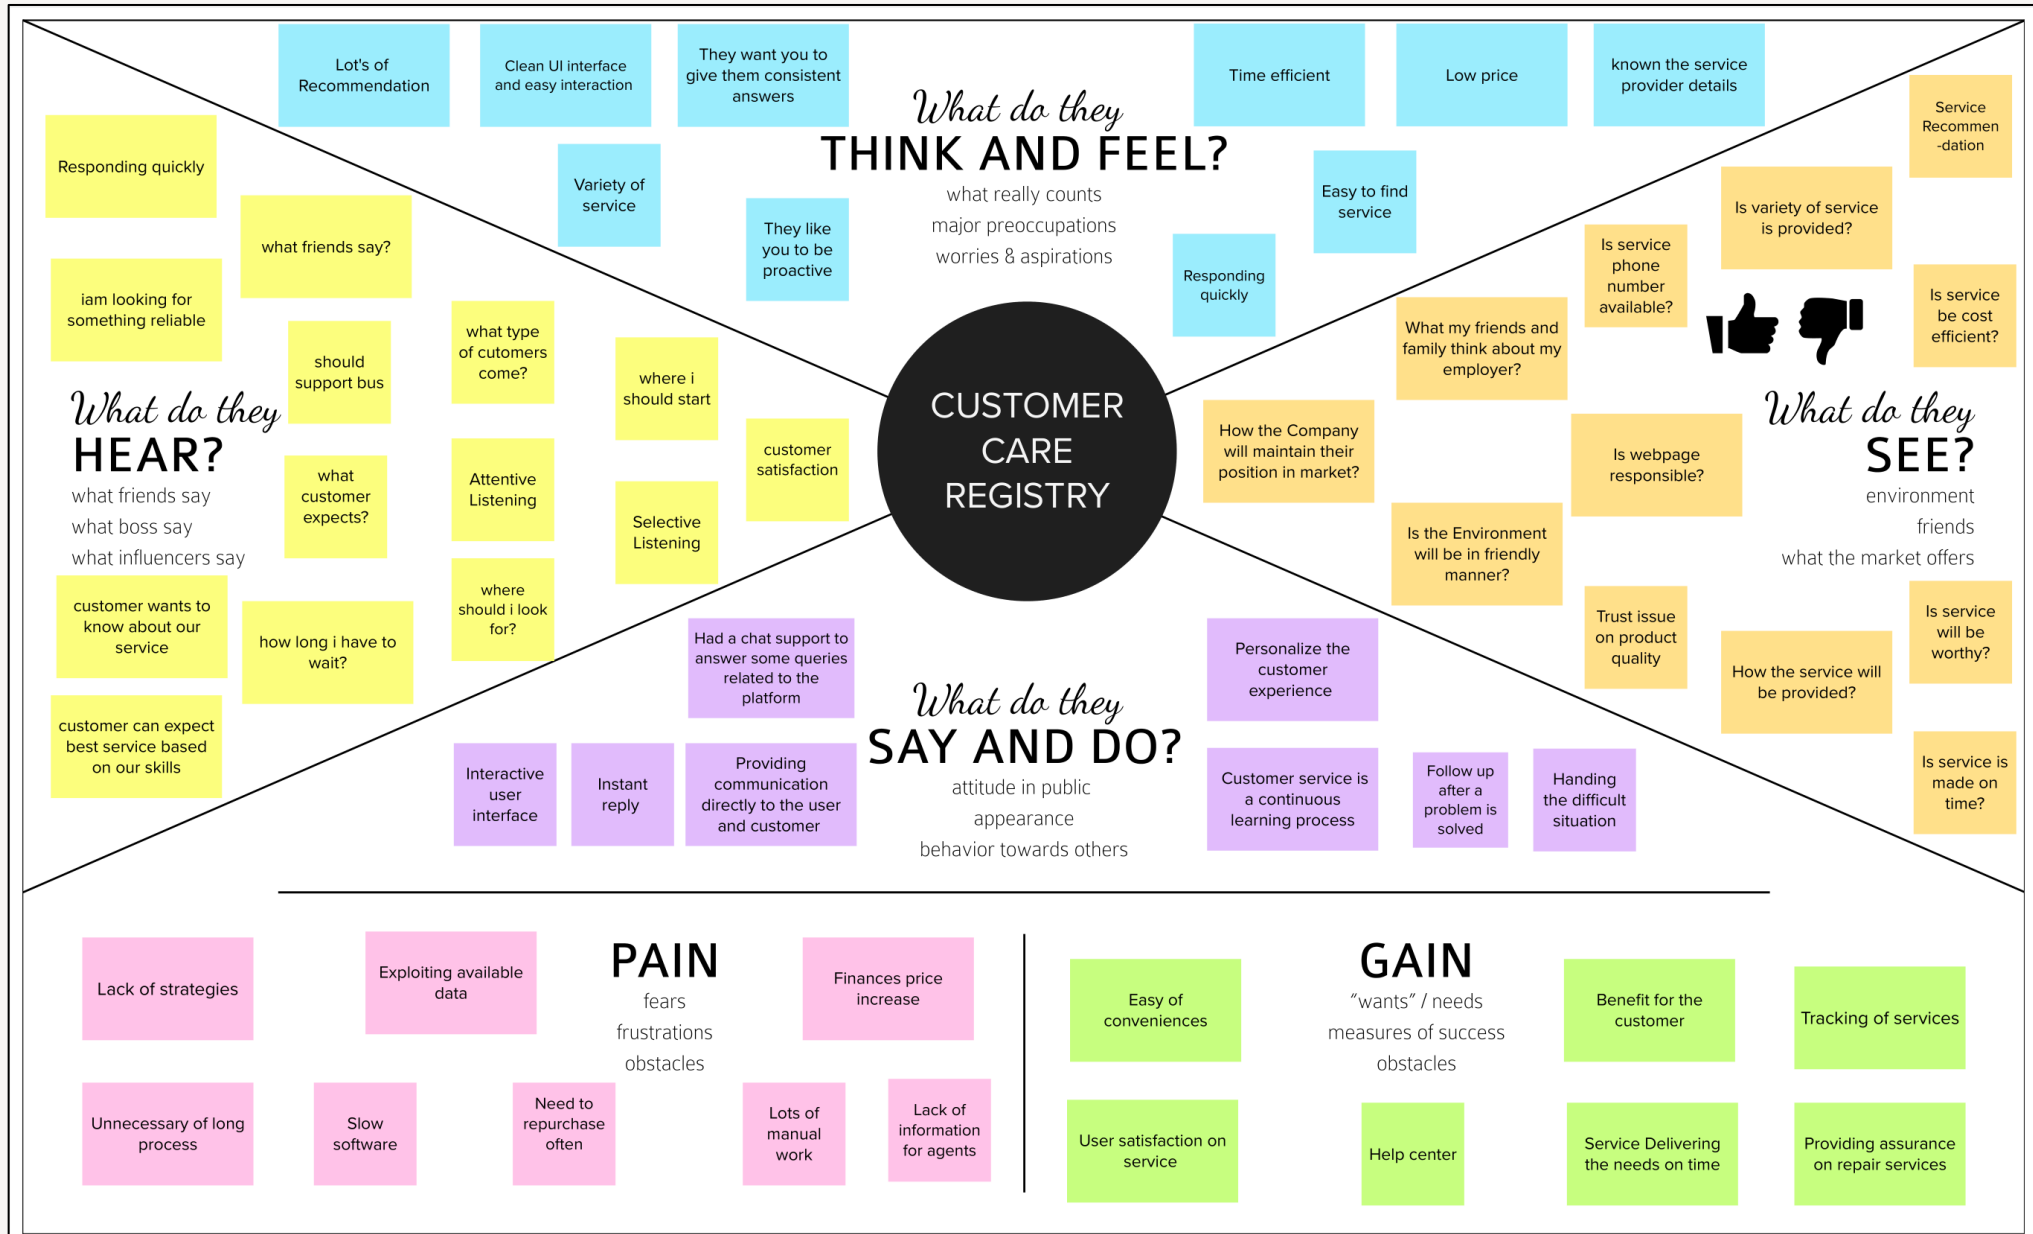 Lot's of
Recommendation
Clean UI interface
and easy interaction
They want you to
give them consistent
answers
Variety of
service
They like
you to be
proactive
What do they
THINK AND FEEL?
what really counts
major preoccupations
worries & aspirations
Time efficient
Low price
known the service
provider details
Easy to find
service
Responding
quickly
Responding quickly
what friends say?
iam looking for
something reliable
should
support bus
what type
of cutomers
come?
where i
should start
customer
satisfaction
What do they
HEAR?
what friends say
what boss say
what influencers say
what
customer
expects?
Attentive
Listening
Selective
Listening
where
should i look
for?
customer wants to
know about our
service
how long i have to
wait?
customer can expect
best service based
on our skills
CUSTOMER
CARE
REGISTRY
Service
Recommen
-dation
Is variety of service
is provided?
Is service
phone
number
available?
Is service
be cost
efficient?
What my friends and
family think about my
employer?
How the Company
will maintain their
position in market?
Is webpage
responsible?
What do they
SEE?
environment
friends
what the market offers
Is the Environment
will be in friendly
manner?
Trust issue
on product
quality
How the service will
be provided?
Is service
will be
worthy?
Is service is
made on
time?
Had a chat support to
answer some queries
related to the
platform
Interactive
user
interface
Instant
reply
Providing
communication
directly to the user
and customer
What do they
SAY AND DO?
attitude in public
appearance
behavior towards others
Personalize the
customer
experience
Customer service is
a continuous
learning process
Follow up
after a
problem is
solved
Handing
the difficult
situation
Lack of strategies
Exploiting available
data
PAIN
fears
frustrations
obstacles
Finances price
increase
Unnecessary of long
process
Slow
software
Need to
repurchase
often
Lots of
manual
work
Lack of
information
for agents
Easy of
conveniences
GAIN
“wants” / needs
measures of success
obstacles
Benefit for the
customer
Tracking of services
User satisfaction on
service
Help center
Service Delivering
the needs on time
Providing assurance
on repair services